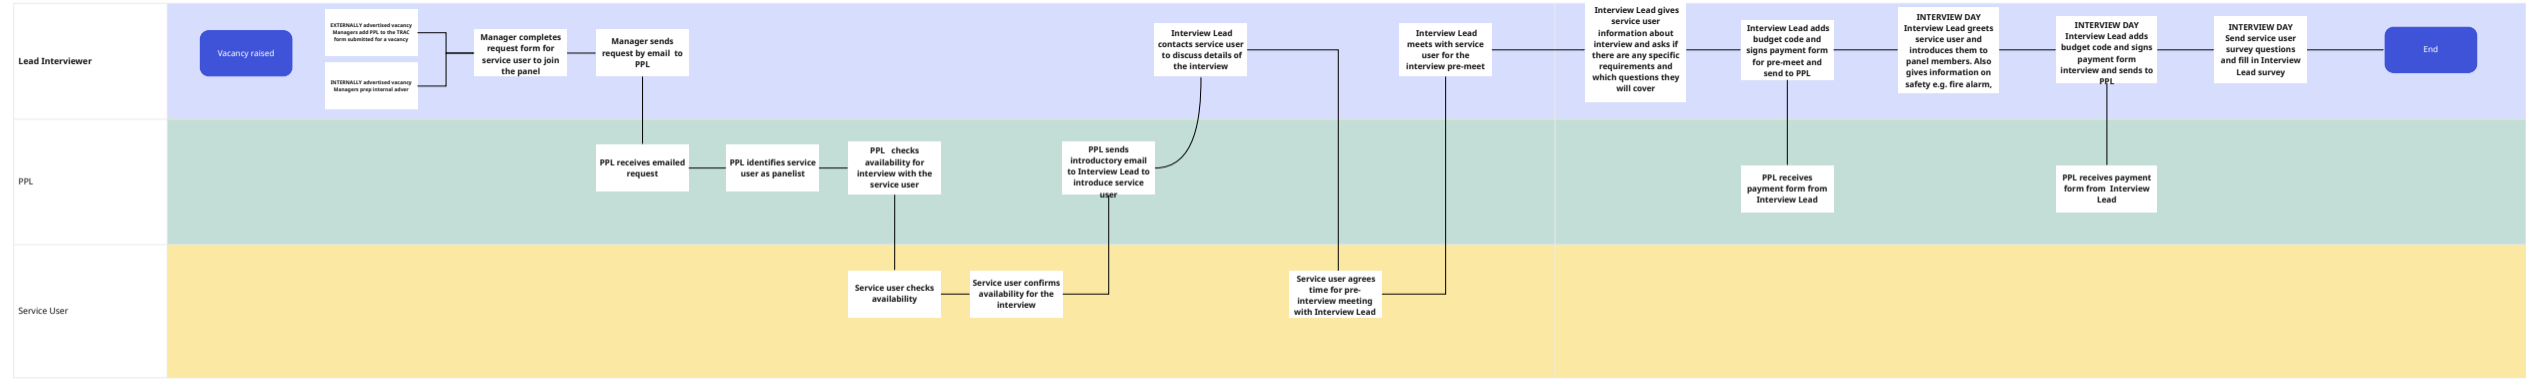 Lead Interviewer
Vacancy raised
EXTERNALLY advertised vacancy
Managers add PPL to the TRAC
form submitted for a vacancy
INTERNALLY advertised vacancy
Managers prep internal adver
Manager completes
request form for
service user to join
the panel
Manager sends
request by email to
PPL
Interview Lead
contacts service user
to discuss details of
the interview
Interview Lead
meets with service
user for the
interview pre-meet
Interview Lead gives
service user
information about
interview and asks if
there are any specific
requirements and
which questions they
will cover
Interview Lead adds
budget code and
signs payment form
for pre-meet and
send to PPL
INTERVIEW DAY
Interview Lead greets
service user and
introduces them to
panel members. Also
gives information on
safety e.g. fire alarm,
INTERVIEW DAY
Interview Lead adds
budget code and signs
payment form
interview and sends to
PPL
INTERVIEW DAY
Send service user
survey questions
and fill in Interview
Lead survey
End
PPL
PPL receives emailed
request
PPL identifies service
user as panelist
PPL checks
availability for
interview with the
service user
PPL sends
introductory email
to Interview Lead to
introduce service
user
PPL receives
payment form from
Interview Lead
PPL receives payment
form from Interview
Lead
Service User
Service user checks
availability
Service user confirms
availability for the
interview
Service user agrees
time for pre-
interview meeting
with Interview Lead